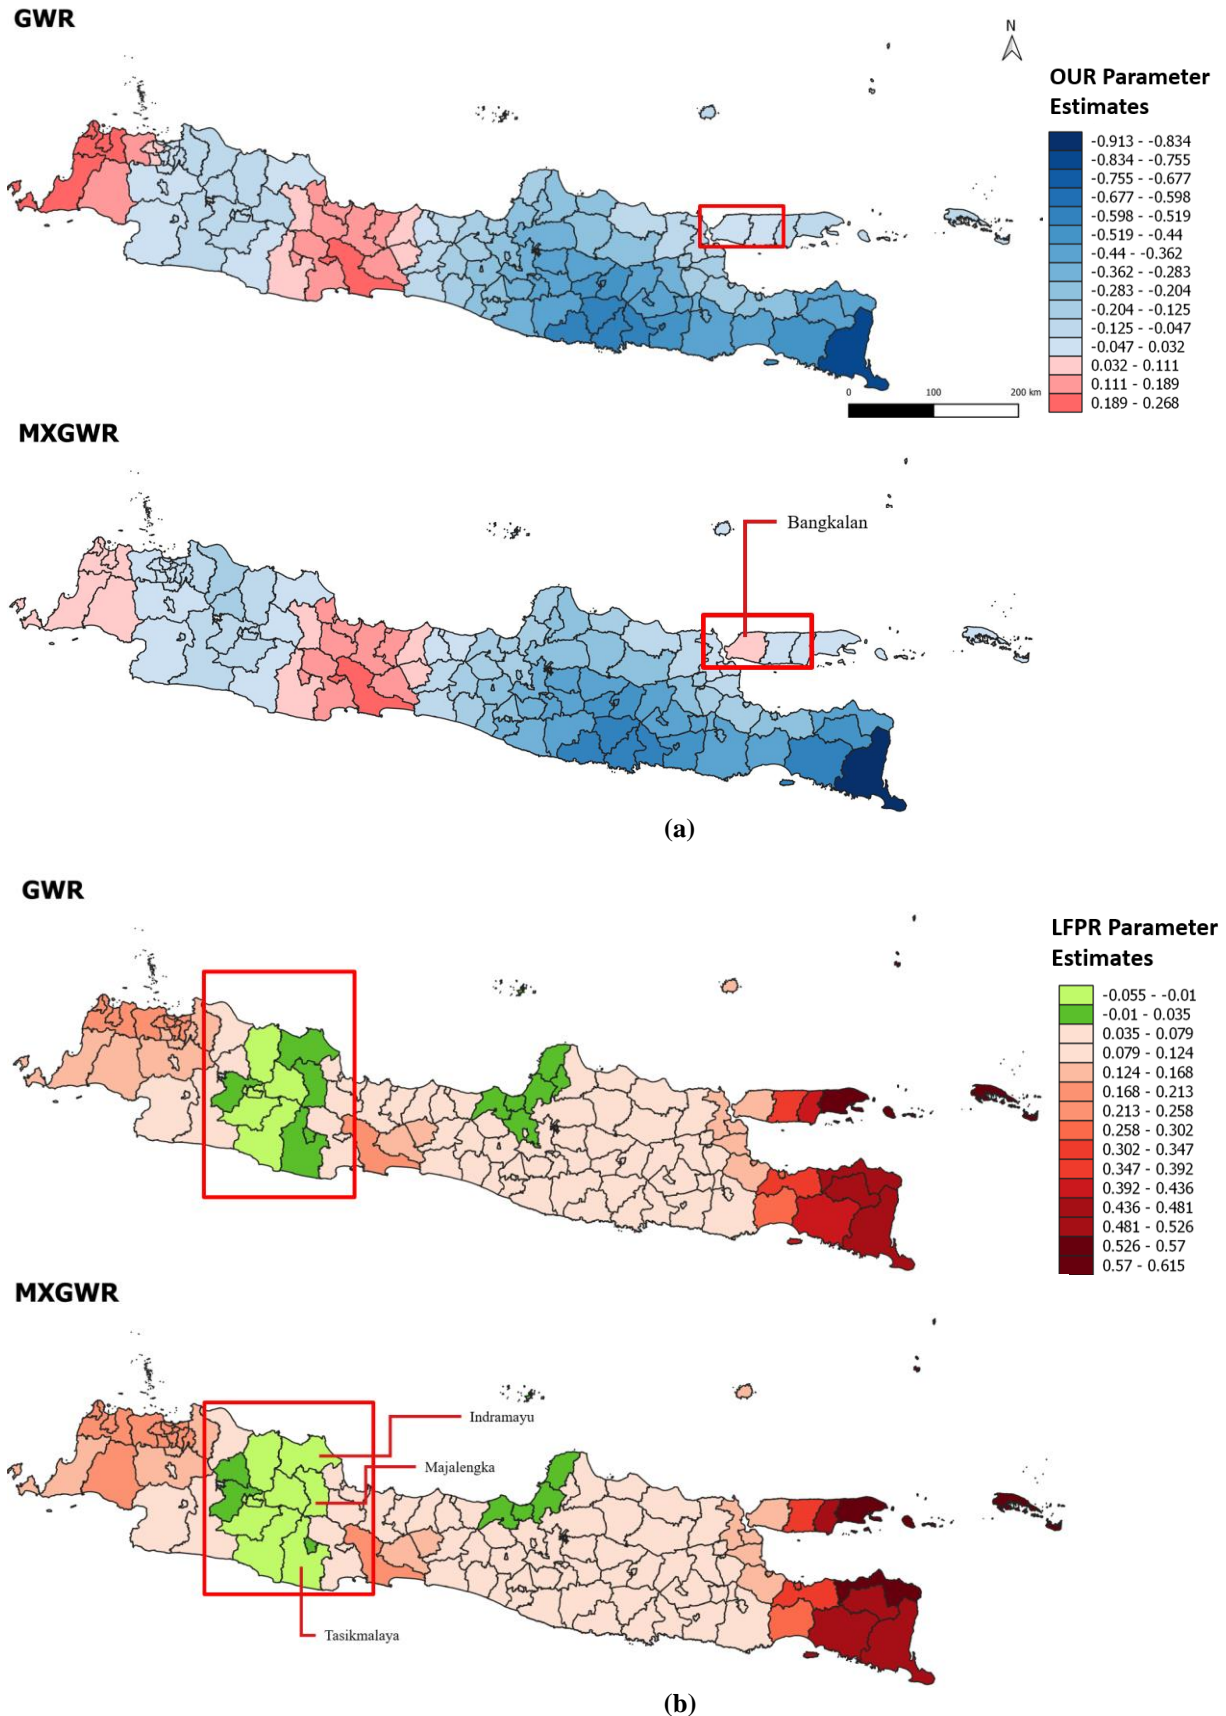 GWR
N
OUR Parameter
Estimates
-0.913 - -0.834
-0.834 - -0.755
-0.755 - -0.677
-0.677 - -0.598
-0.598 - -0.519
-0.519 - -0.44
-0.44 - -0.362
-0.362 - -0.283
-0.283 - -0.204
-0.204 - -0.125
-0.125 - -0.047
-0.047 - 0.032
0.032 - 0.111
0.111 - 0.189
0.189 - 0.268
0 100 200 km
MXGWR
Bangkalan
(a)
GWR
LFPR Parameter
Estimates
-0.055 - -0.01
-0.01 - 0.035
0.035 - 0.079
0.079 - 0.124
0.124 - 0.168
0.168 - 0.213
0.213 - 0.258
0.258 - 0.302
0.302 - 0.347
0.347 - 0.392
0.392 - 0.436
0.436 - 0.481
0.481 - 0.526
0.526 - 0.57
0.57 - 0.615
MXGWR
Indramayu
Majalengka
Tasikmalaya
(b)